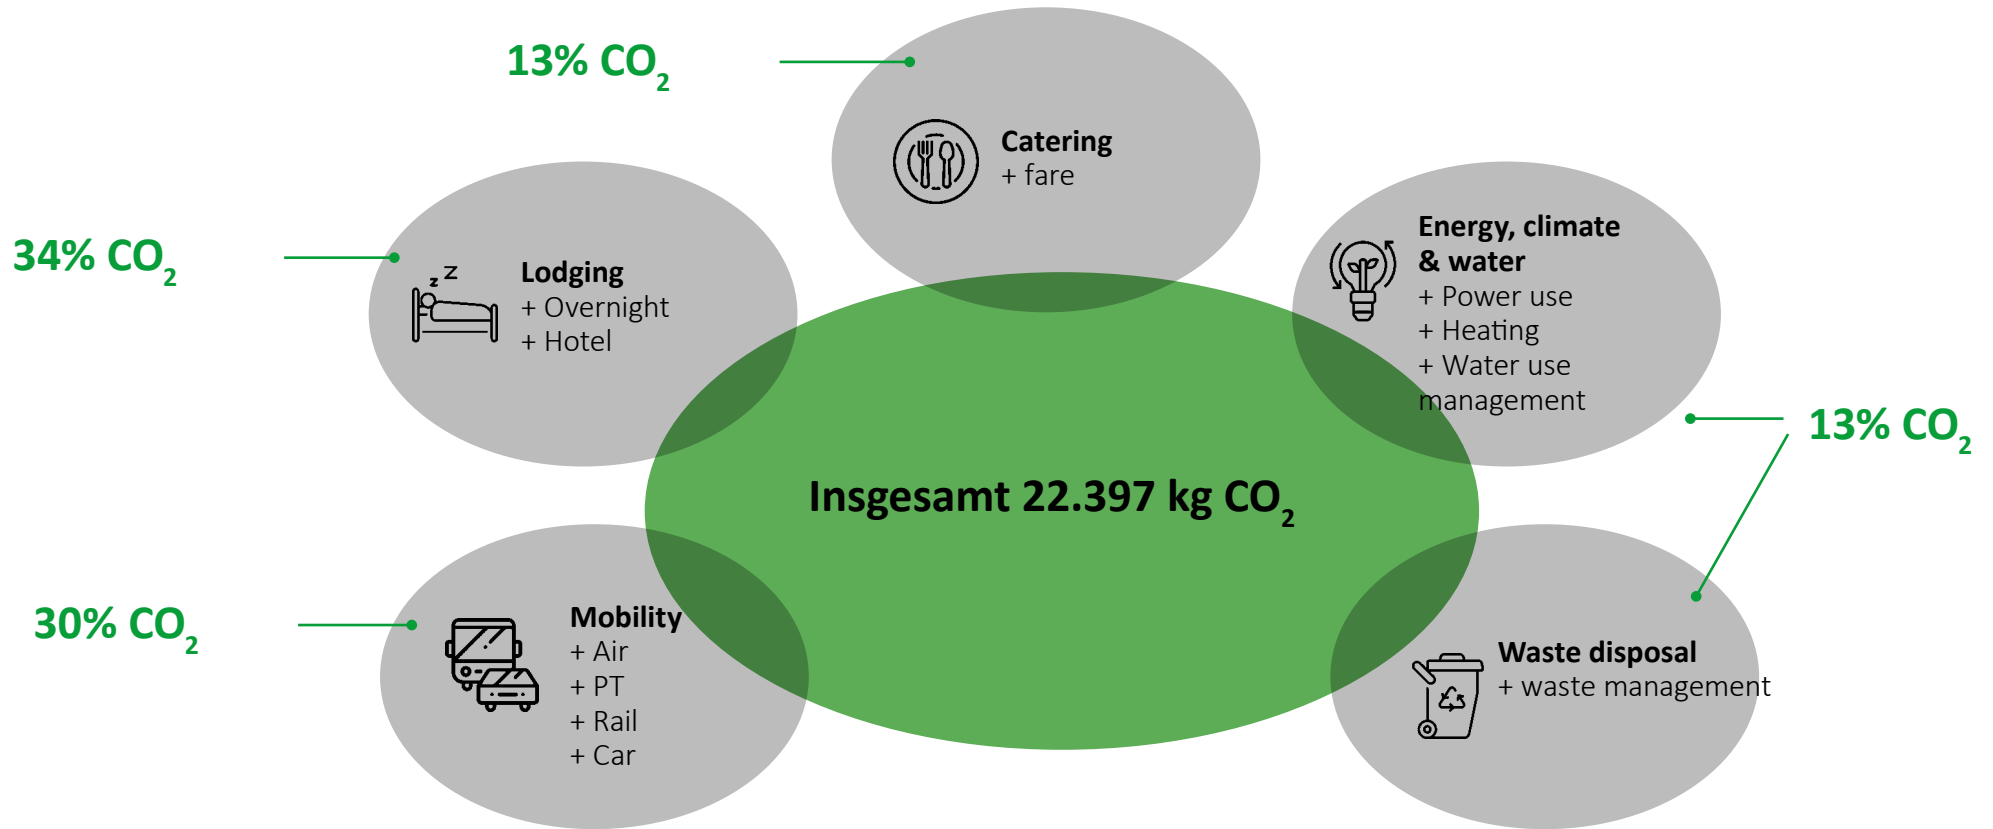 13% CO₂
Catering
+ fare
34% CO₂
z z
Lodging
+ Overnight
+ Hotel
Energy, climate
& water
+ Power use
+ Heating
+ Water use
management
13% CO₂
Insgesamt 22.397 kg CO₂
30% CO₂
Mobility
+ Air
+ PT
+ Rail
+ Car
Waste disposal
+ waste management